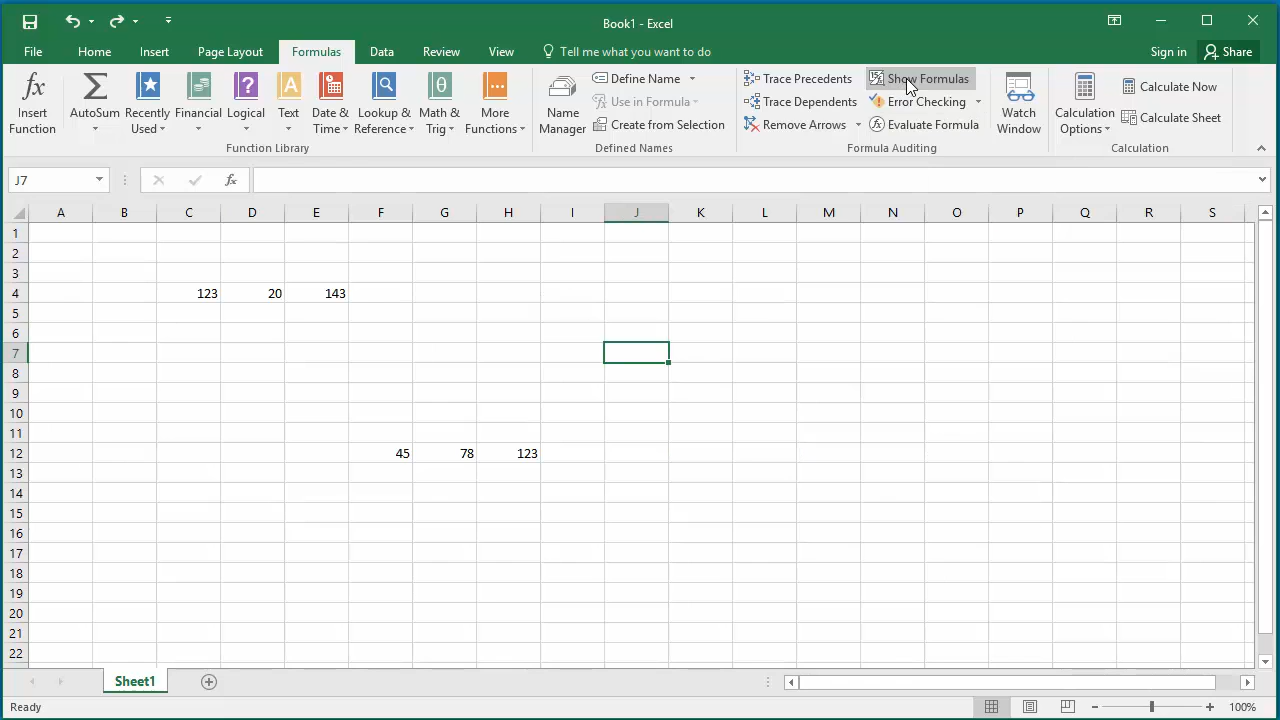 Book1 - Excel
File Home Insert Page Layout Formulas Data Review View Tell me what you want to do Sign in Share
fx Insert Function
Σ AutoSum
Recently Used
Financial
? Logical
A Text
Date & Time
Lookup & Reference
θ Math & Trig
More Functions
Function Library
Name Manager
Define Name
Use in Formula
Create from Selection
Defined Names
Trace Precedents
Trace Dependents
Remove Arrows
Show Formulas
Error Checking
fx Evaluate Formula
Formula Auditing
Watch Window
Calculation Options
Calculate Now
Calculate Sheet
Calculation
J7 fx
A B C D E F G H I J K L M N O P Q R S
1
2
3
4 123 20 143
5
6
7
8
9
10
11
12 45 78 123
13
14
15
16
17
18
19
20
21
22
Sheet1
Ready 100%